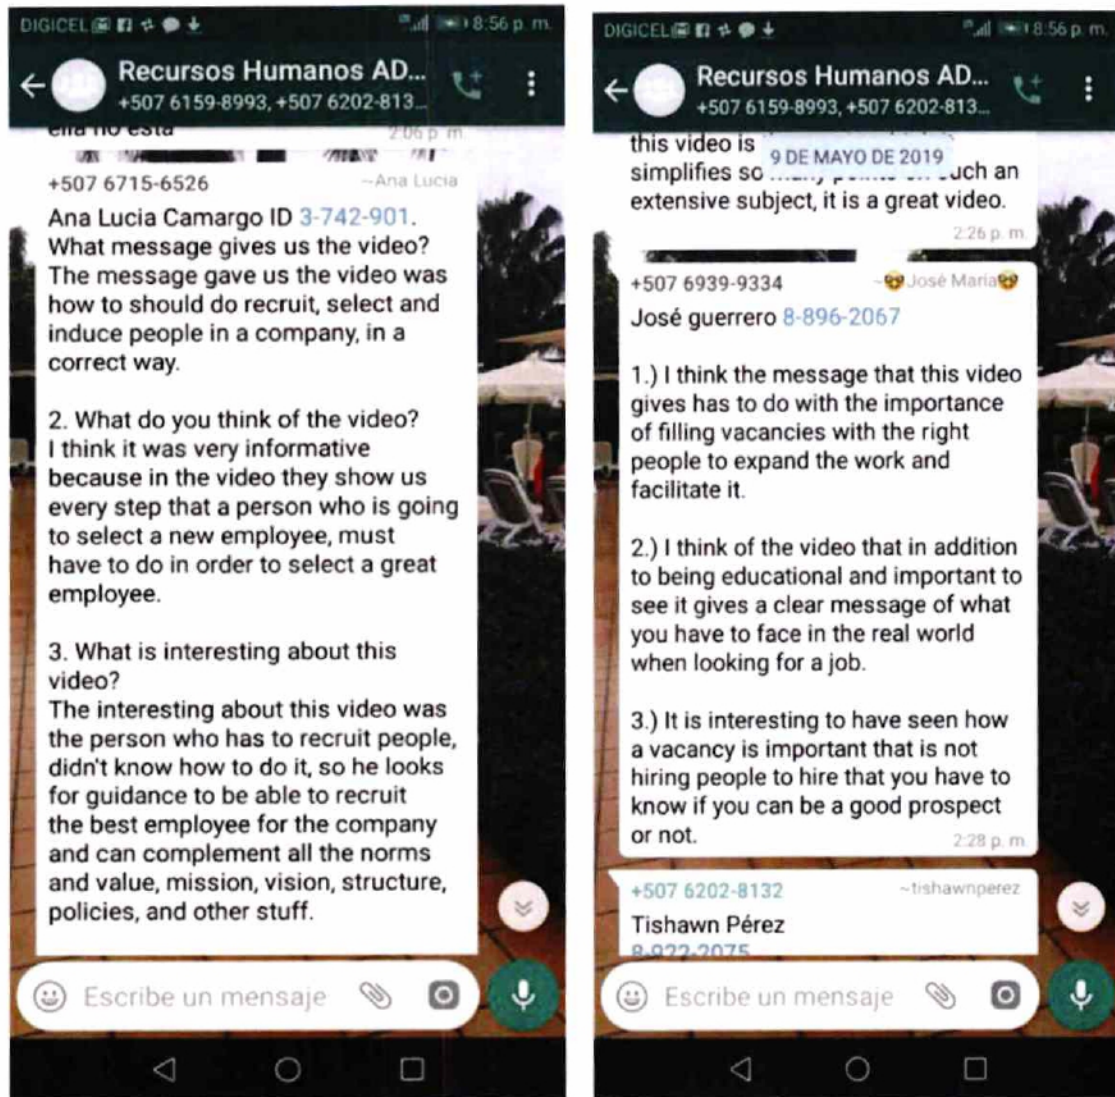 DIGICEL
8:56 p. m.
Recursos Humanos AD...
+507 6159-8993, +507 6202-813...
ella no esta
2:06 p. m.
+507 6715-6526
~Ana Lucia
Ana Lucia Camargo ID 3-742-901.
What message gives us the video?
The message gave us the video was
how to should do recruit, select and
induce people in a company, in a
correct way.
2. What do you think of the video?
I think it was very informative
because in the video they show us
every step that a person who is going
to select a new employee, must
have to do in order to select a great
employee.
3. What is interesting about this
video?
The interesting about this video was
the person who has to recruit people,
didn't know how to do it, so he looks
for guidance to be able to recruit
the best employee for the company
and can complement all the norms
and value, mission, vision, structure,
policies, and other stuff.
Escribe un mensaje
DIGICEL
8:56 p. m.
Recursos Humanos AD...
+507 6159-8993, +507 6202-813...
this video is
9 DE MAYO DE 2019
simplifies so many points on such an
extensive subject, it is a great video.
2:26 p. m.
+507 6939-9334
~José María
José guerrero 8-896-2067
1.) I think the message that this video
gives has to do with the importance
of filling vacancies with the right
people to expand the work and
facilitate it.
2.) I think of the video that in addition
to being educational and important to
see it gives a clear message of what
you have to face in the real world
when looking for a job.
3.) It is interesting to have seen how
a vacancy is important that is not
hiring people to hire that you have to
know if you can be a good prospect
or not.
2:28 p. m.
+507 6202-8132
~tishawnperez
Tishawn Pérez
8-922-2075
Escribe un mensaje